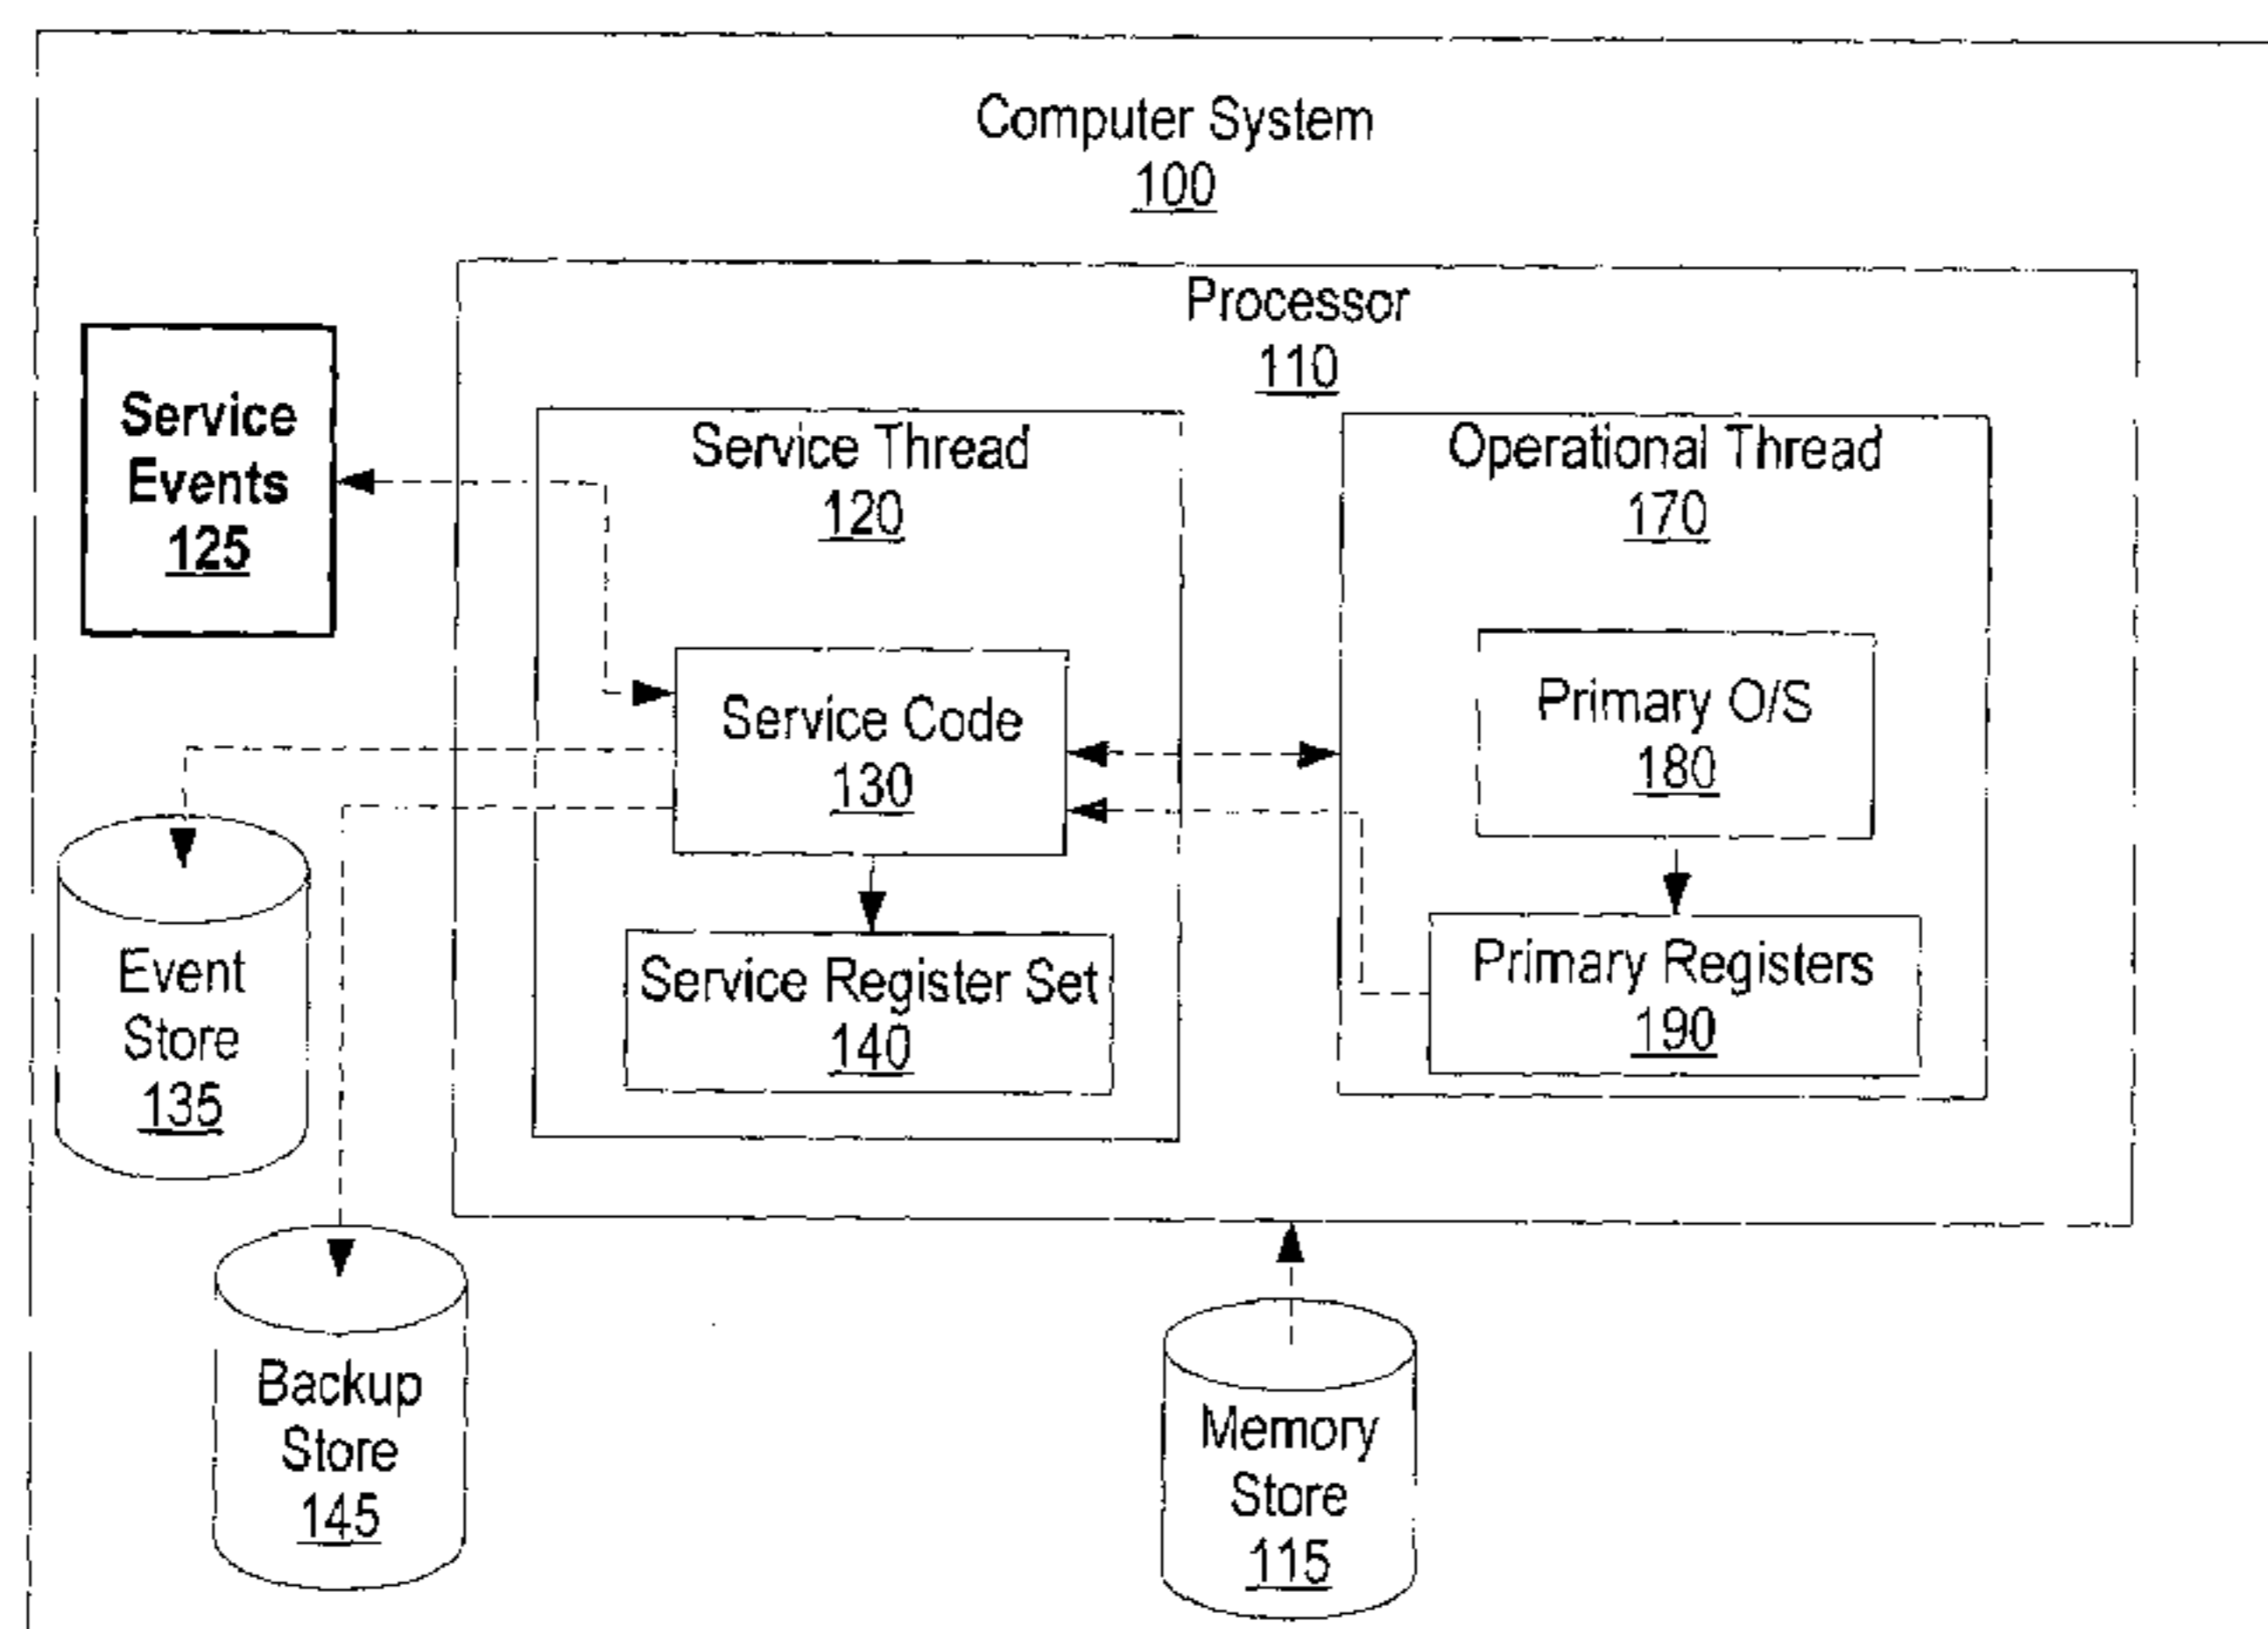 Computer System
100
Processor
110
Service
Events
125
Service Thread
120
Operational Thread
170
Service Code
130
Primary O/S
180
Service Register Set
140
Primary Registers
190
Event
Store
135
Backup
Store
145
Memory
Store
115